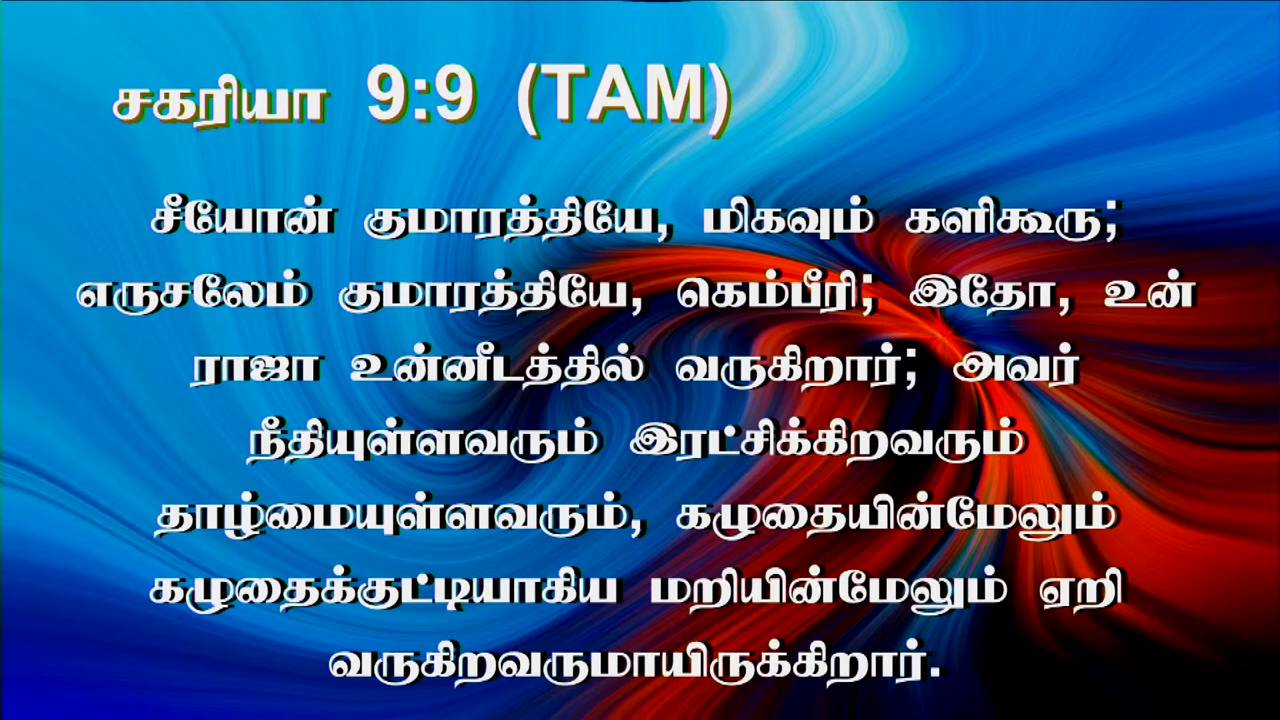 சகரியா 9:9 (TAM)
சீயோன் குமாரத்தியே, மிகவும் களிகூரு;
எருசலேம் குமாரத்தியே, கெம்பீரி; இதோ, உன்
ராஜா உன்னீடத்தில் வருகிறார்; அவர்
நீதியுள்ளவரும் இரட்சிக்கிறவரும்
தாழ்மையுள்ளவரும், கழுதையின்மேலும்
கழுதைக்குட்டியாகிய மறியின்மேலும் ஏறி
வருகிறவருமாயிருக்கிறார்.